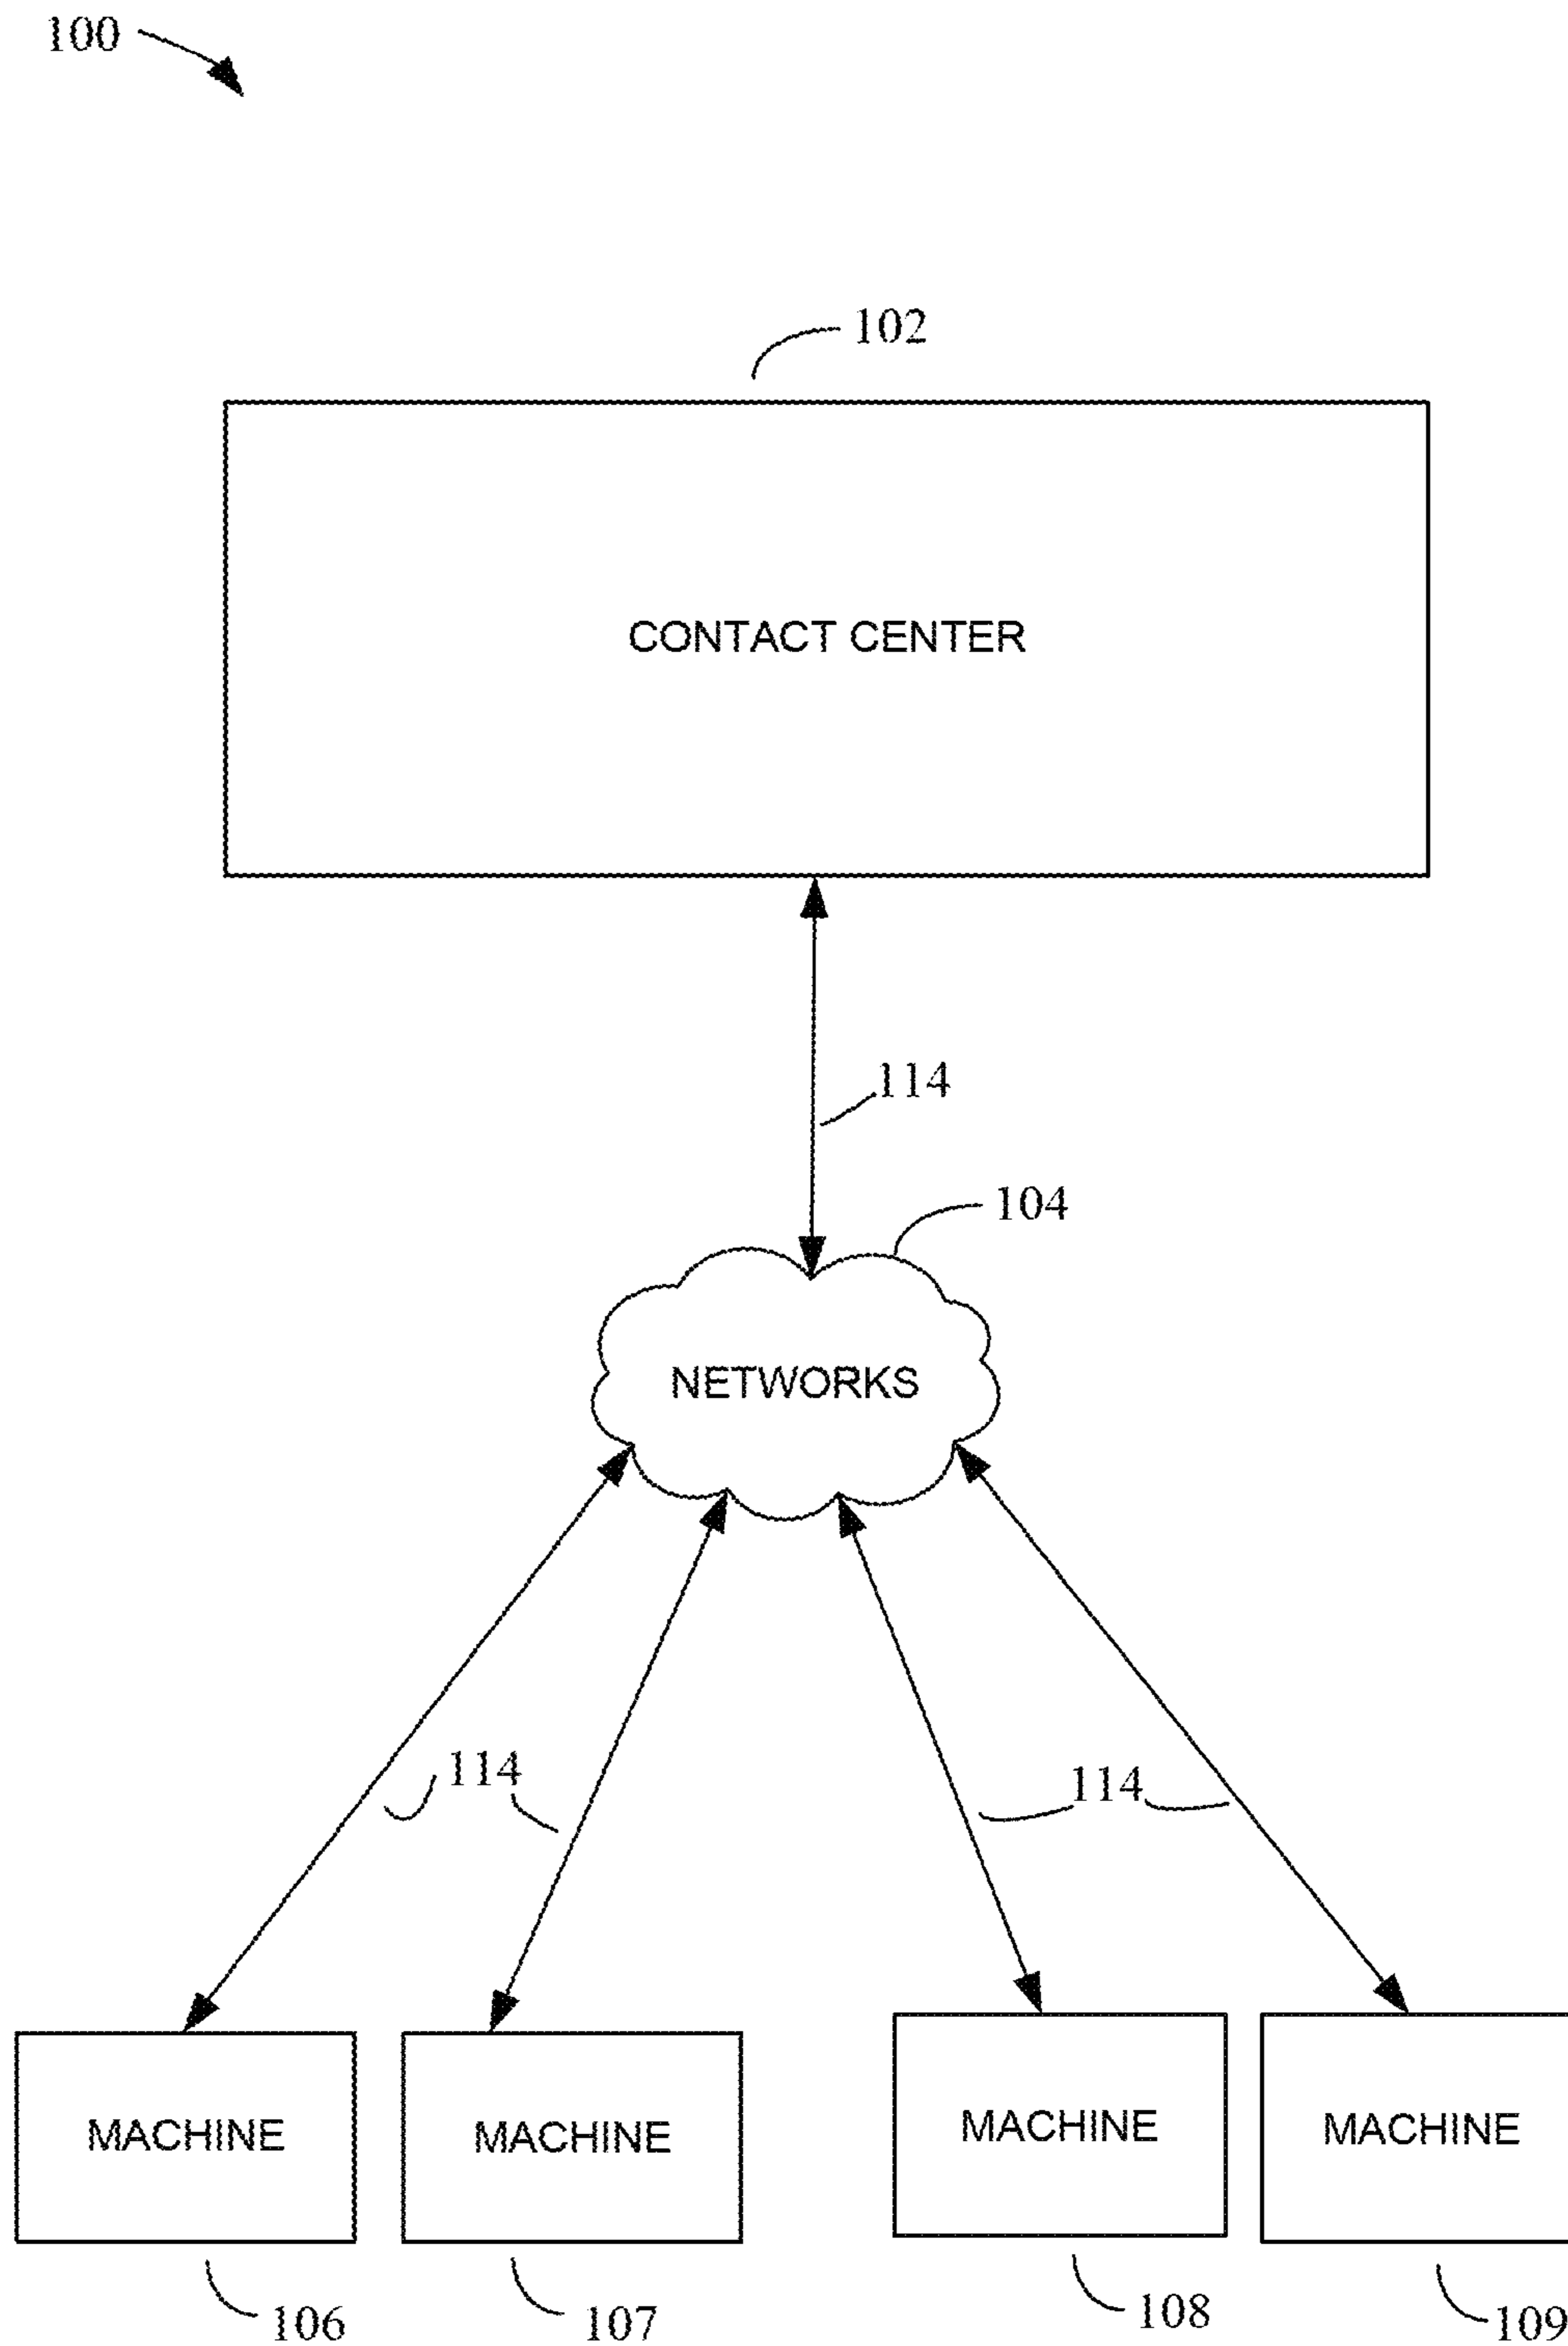 100
102
CONTACT CENTER
114
104
NETWORKS
114
114
MACHINE
MACHINE
MACHINE
MACHINE
106
107
108
109